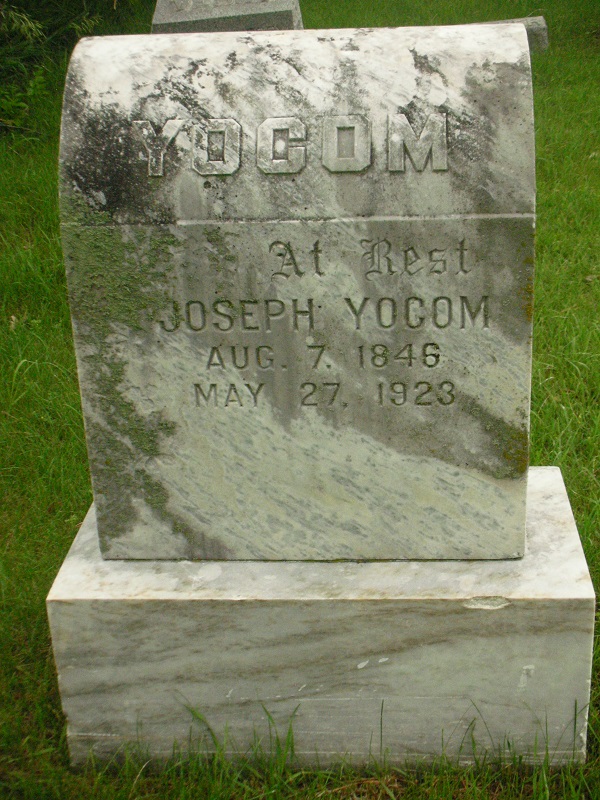 YOCOM
At Rest
JOSEPH YOCOM
AUG. 7. 1846
MAY 27, 1923